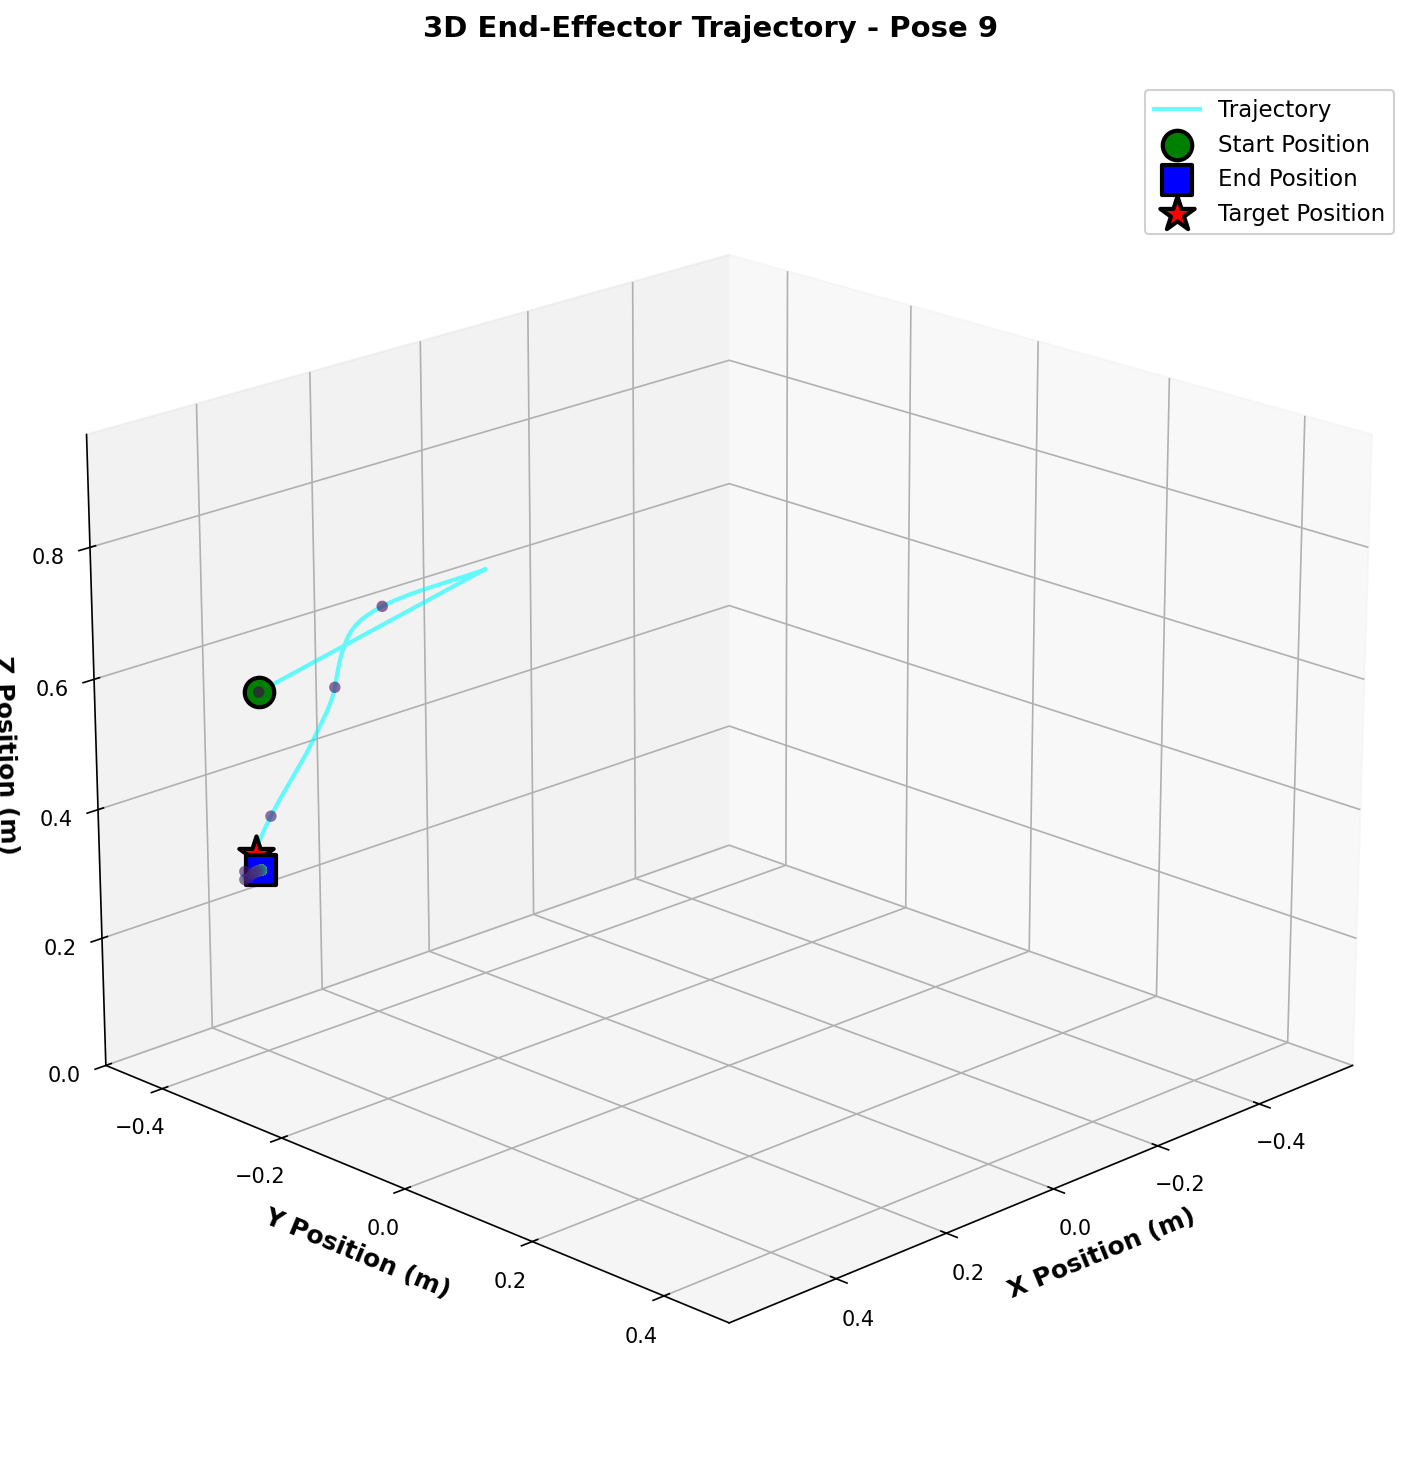 3D End-Effector Trajectory - Pose 9
Trajectory
Start Position
End Position
Target Position
0.8
0.6
0.4
0.2
0.0
Z Position (m)
−0.4
−0.2
0.0
0.2
0.4
Y Position (m)
−0.4
−0.2
0.0
0.2
0.4
X Position (m)